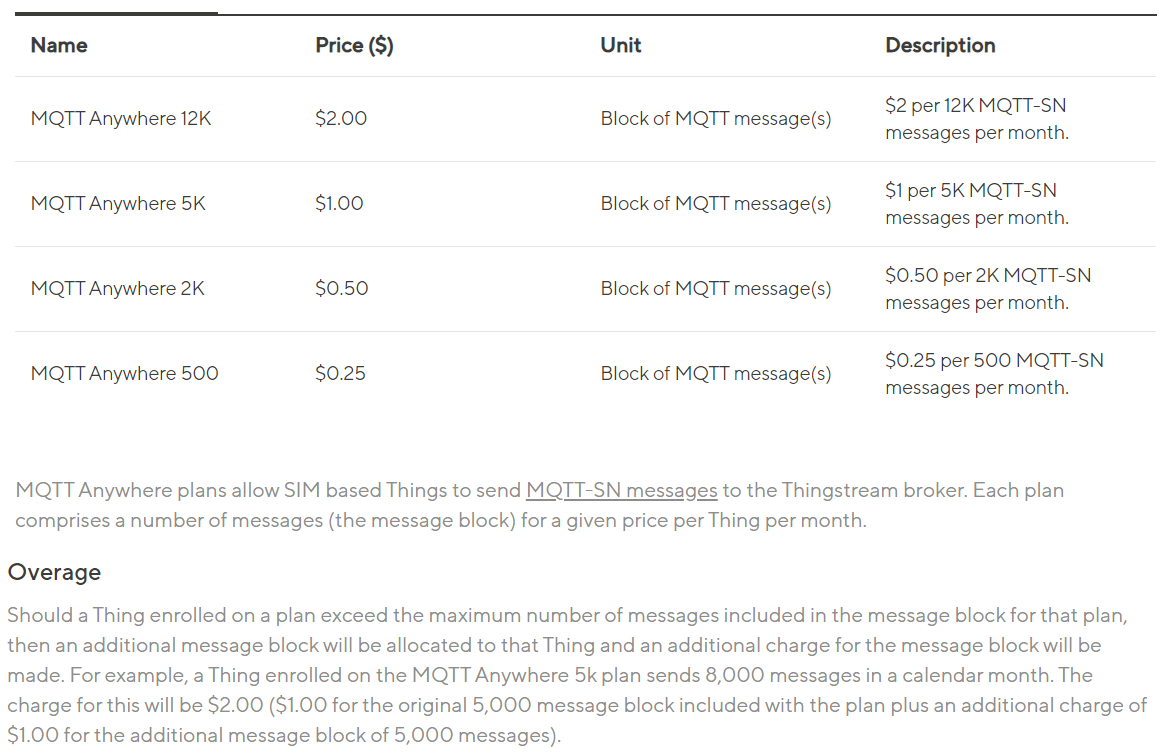 Name Price ($) Unit Description
MQTT Anywhere 12K $2.00 Block of MQTT message(s) $2 per 12K MQTT-SN
messages per month.
MQTT Anywhere 5K $1.00 Block of MQTT message(s) $1 per 5K MQTT-SN
messages per month.
MQTT Anywhere 2K $0.50 Block of MQTT message(s) $0.50 per 2K MQTT-SN
messages per month.
MQTT Anywhere 500 $0.25 Block of MQTT message(s) $0.25 per 500 MQTT-SN
messages per month.
MQTT Anywhere plans allow SIM based Things to send MQTT-SN messages to the Thingstream broker. Each plan
comprises a number of messages (the message block) for a given price per Thing per month.
Overage
Should a Thing enrolled on a plan exceed the maximum number of messages included in the message block for that plan,
then an additional message block will be allocated to that Thing and an additional charge for the message block will be
made. For example, a Thing enrolled on the MQTT Anywhere 5k plan sends 8,000 messages in a calendar month. The
charge for this will be $2.00 ($1.00 for the original 5,000 message block included with the plan plus an additional charge of
$1.00 for the additional message block of 5,000 messages).